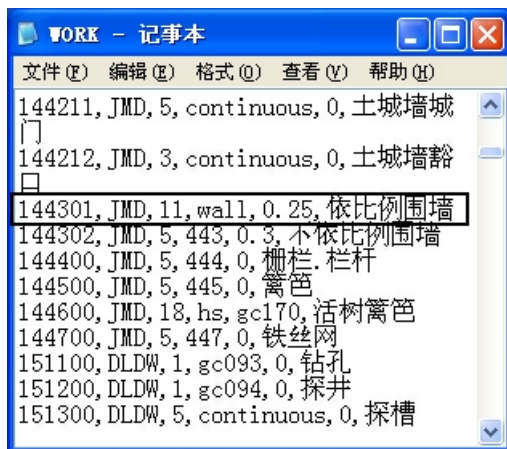 WORK - 记事本
文件(F) 编辑(E) 格式(O) 查看(V) 帮助(H)
144211,JMD,5,continuous,0,土城墙城
门
144212,JMD,3,continuous,0,土城墙豁
口
144301,JMD,11,wall,0.25,依比例围墙
144302,JMD,5,443,0.3,不依比例围墙
144400,JMD,5,444,0,栅栏.栏杆
144500,JMD,5,445,0,篱笆
144600,JMD,18,hs,gc170,活树篱笆
144700,JMD,5,447,0,铁丝网
151100,DLDW,1,gc093,0,钻孔
151200,DLDW,1,gc094,0,探井
151300,DLDW,5,continuous,0,探槽